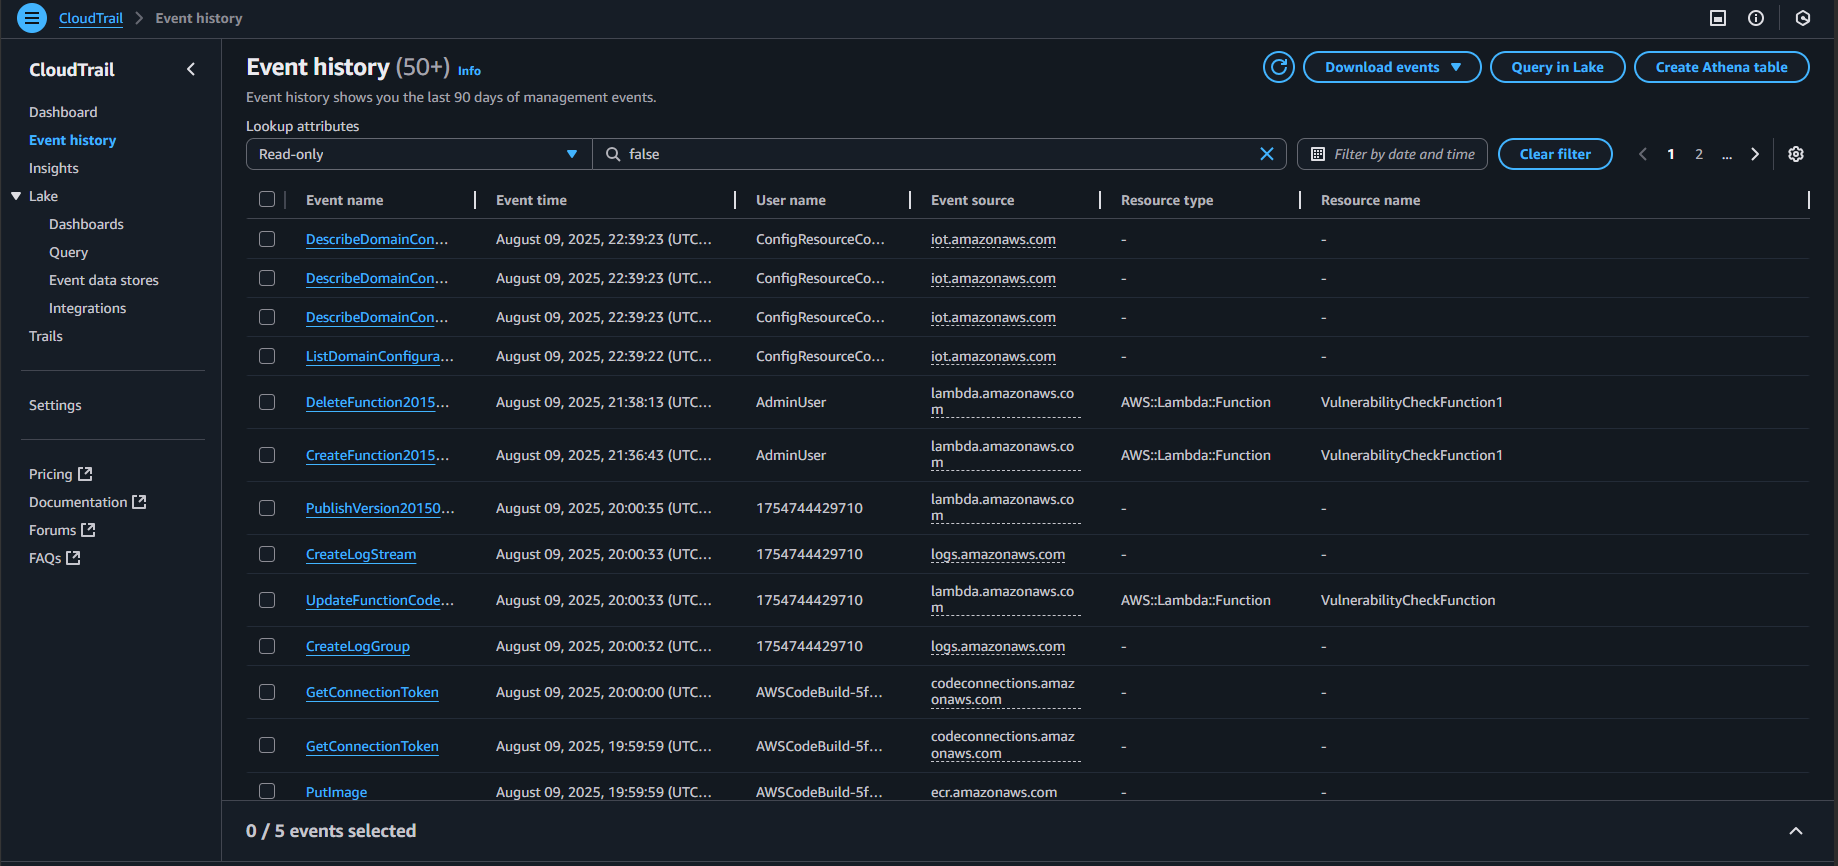 CloudTrail > Event history
CloudTrail
Dashboard
Event history
Insights
Lake
Dashboards
Query
Event data stores
Integrations
Trails
Settings
Pricing
Documentation
Forums
FAQs
Event history (50+) Info
Event history shows you the last 90 days of management events.
Download events
Query in Lake
Create Athena table
Lookup attributes
Read-only
false
Filter by date and time
Clear filter
1 2 ...
Event name Event time User name Event source Resource type Resource name
DescribeDomainCon... August 09, 2025, 22:39:23 (UTC... ConfigResourceCo... iot.amazonaws.com - -
DescribeDomainCon... August 09, 2025, 22:39:23 (UTC... ConfigResourceCo... iot.amazonaws.com - -
DescribeDomainCon... August 09, 2025, 22:39:23 (UTC... ConfigResourceCo... iot.amazonaws.com - -
ListDomainConfigura... August 09, 2025, 22:39:22 (UTC... ConfigResourceCo... iot.amazonaws.com - -
DeleteFunction2015... August 09, 2025, 21:38:13 (UTC... AdminUser lambda.amazonaws.co
m AWS::Lambda::Function VulnerabilityCheckFunction1
CreateFunction2015... August 09, 2025, 21:36:43 (UTC... AdminUser lambda.amazonaws.co
m AWS::Lambda::Function VulnerabilityCheckFunction1
PublishVersion20150... August 09, 2025, 20:00:35 (UTC... 1754744429710 lambda.amazonaws.co
m - -
CreateLogStream August 09, 2025, 20:00:33 (UTC... 1754744429710 logs.amazonaws.com - -
UpdateFunctionCode... August 09, 2025, 20:00:33 (UTC... 1754744429710 lambda.amazonaws.co
m AWS::Lambda::Function VulnerabilityCheckFunction
CreateLogGroup August 09, 2025, 20:00:32 (UTC... 1754744429710 logs.amazonaws.com - -
GetConnectionToken August 09, 2025, 20:00:00 (UTC... AWSCodeBuild-5f... codeconnections.amaz
onaws.com - -
GetConnectionToken August 09, 2025, 19:59:59 (UTC... AWSCodeBuild-5f... codeconnections.amaz
onaws.com - -
PutImage August 09, 2025, 19:59:59 (UTC... AWSCodeBuild-5f... ecr.amazonaws.com - -
0 / 5 events selected